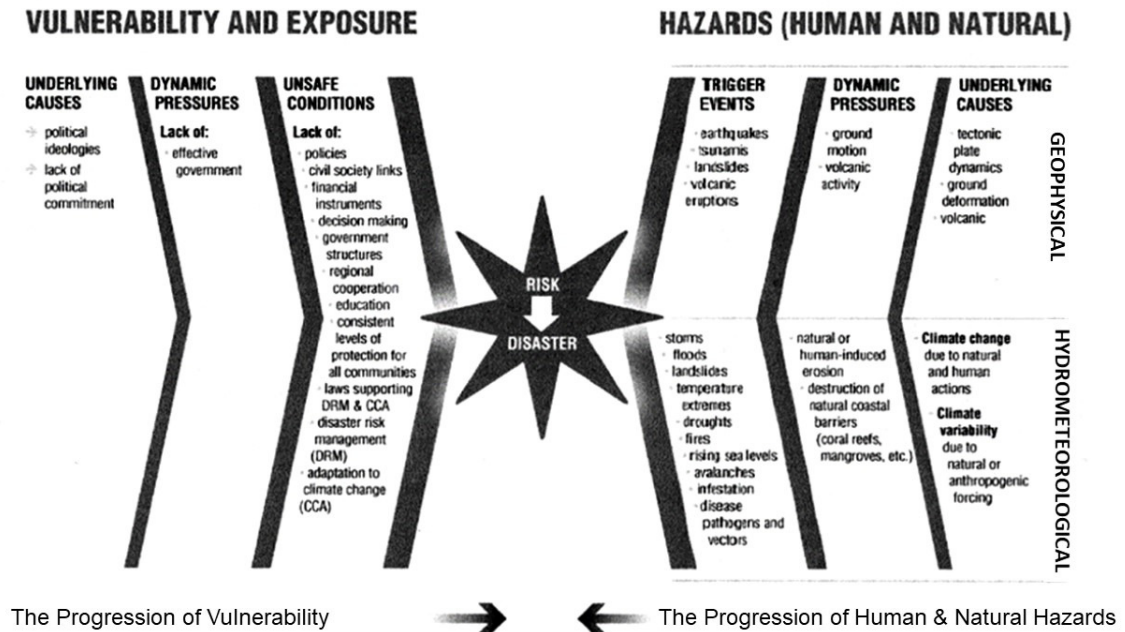 VULNERABILITY AND EXPOSURE
HAZARDS (HUMAN AND NATURAL)
UNDERLYING
CAUSES
political
ideologies
lack of
political
commitment
DYNAMIC
PRESSURES
Lack of:
effective
government
UNSAFE
CONDITIONS
Lack of:
policies
civil society links
financial
instruments
decision making
government
structures
regional
cooperation
education
consistent
levels of
protection for
all communities
laws supporting
DRM & CCA
disaster risk
management
(DRM)
adaptation to
climate change
(CCA)
RISK
DISASTER
TRIGGER
EVENTS
earthquakes
tsunamis
landslides
volcanic
eruptions
DYNAMIC
PRESSURES
ground
motion
volcanic
activity
UNDERLYING
CAUSES
tectonic
plate
dynamics
ground
deformation
volcanic
GEOPHYSICAL
storms
floods
landslides
temperature
extremes
droughts
fires
rising sea levels
avalanches
infestation
disease
pathogens and
vectors
natural or
human-induced
erosion
destruction of
natural coastal
barriers
(coral reefs,
mangroves, etc.)
Climate change
due to natural
and human
actions
Climate
variability
due to
natural or
anthropogenic
forcing
HYDROMETEOROLOGICAL
The Progression of Vulnerability
The Progression of Human & Natural Hazards